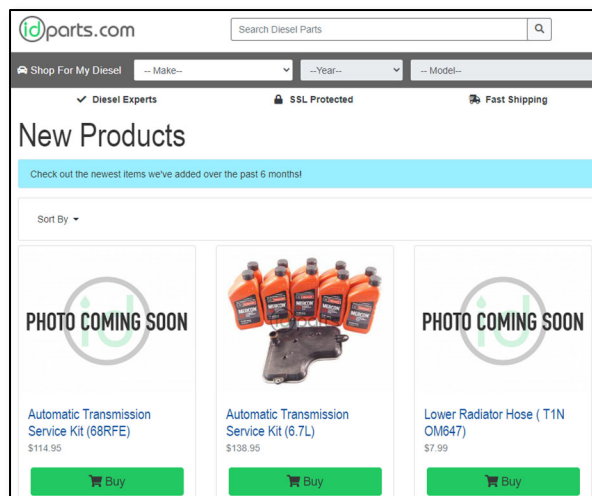 idparts.com
Search Diesel Parts
Shop For My Diesel
-- Make--
--Year--
-- Model--
Diesel Experts
SSL Protected
Fast Shipping
New Products
Check out the newest items we've added over the past 6 months!
Sort By
PHOTO COMING SOON
Automatic Transmission
Service Kit (68RFE)
$114.95
Buy
MERCON
idparts
Automatic Transmission
Service Kit (6.7L)
$138.95
Buy
PHOTO COMING SOON
Lower Radiator Hose ( T1N
OM647)
$7.99
Buy